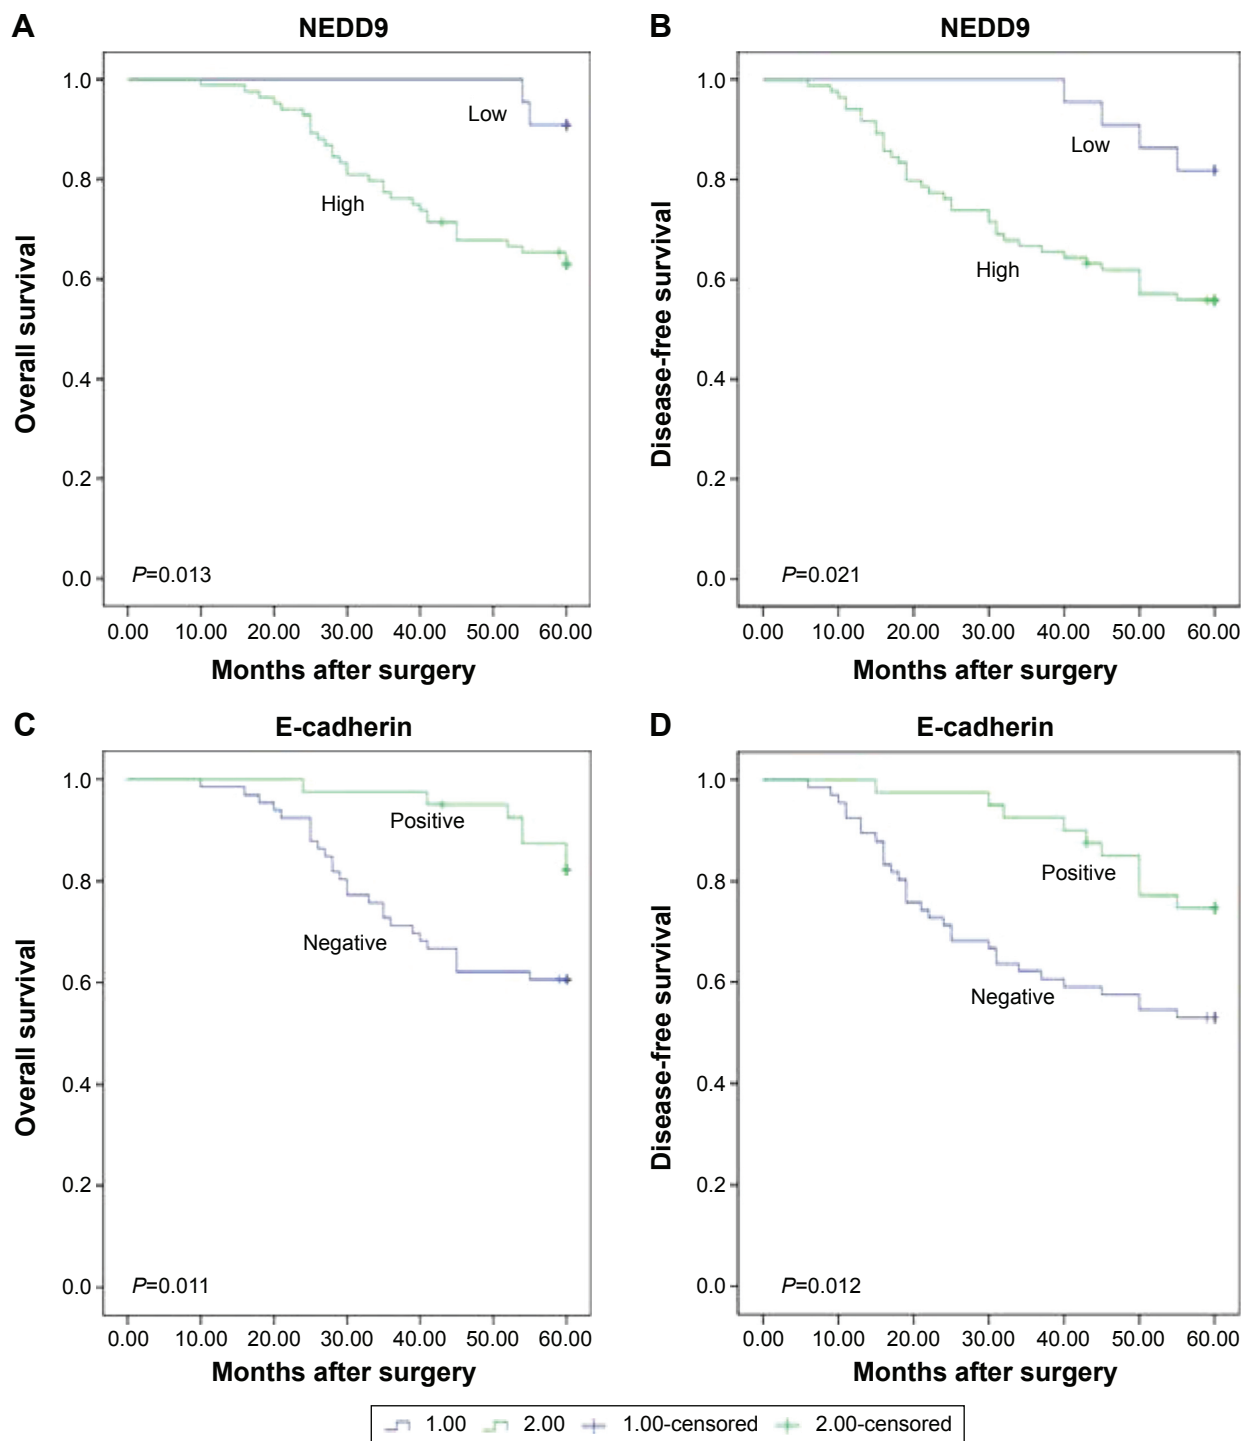 A
NEDD9
Overall survival
1.0
0.8
0.6
0.4
0.2
0.0
Low
High
P=0.013
0.00 10.00 20.00 30.00 40.00 50.00 60.00
Months after surgery
B
NEDD9
Disease-free survival
1.0
0.8
0.6
0.4
0.2
0.0
Low
High
P=0.021
0.00 10.00 20.00 30.00 40.00 50.00 60.00
Months after surgery
C
E-cadherin
Overall survival
1.0
0.8
0.6
0.4
0.2
0.0
Positive
Negative
P=0.011
0.00 10.00 20.00 30.00 40.00 50.00 60.00
Months after surgery
D
E-cadherin
Disease-free survival
1.0
0.8
0.6
0.4
0.2
0.0
Positive
Negative
P=0.012
0.00 10.00 20.00 30.00 40.00 50.00 60.00
Months after surgery
1.00 2.00 1.00-censored 2.00-censored